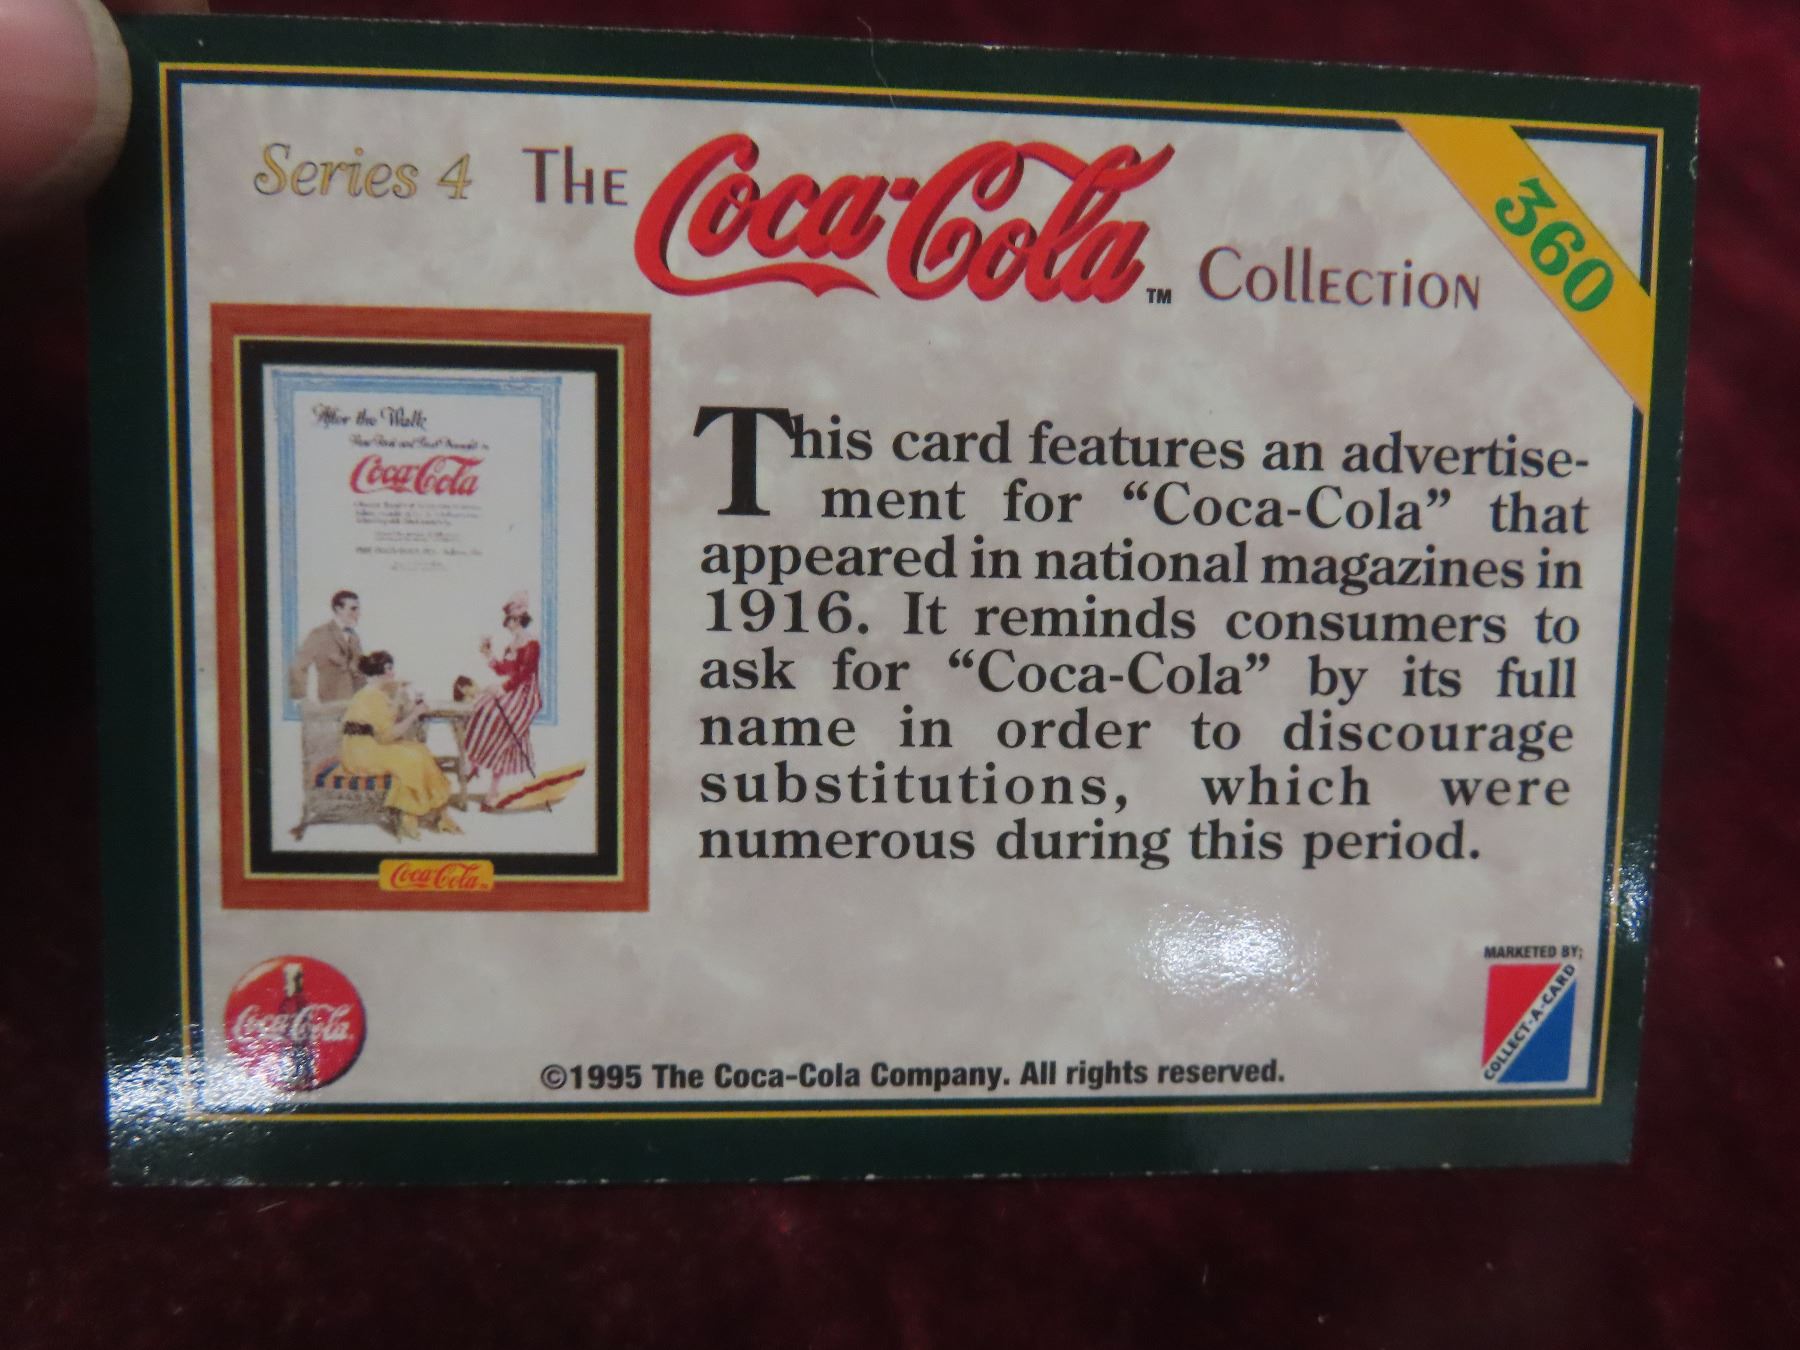 Series 4 The Coca-Cola™ Collection
360
After the Walk
Coca-Cola
Coca-Cola
This card features an advertise-
ment for “Coca-Cola” that
appeared in national magazines in
1916. It reminds consumers to
ask for “Coca-Cola” by its full
name in order to discourage
substitutions, which were
numerous during this period.
Coca-Cola
MARKETED BY:
COLLECT-A-CARD
©1995 The Coca-Cola Company. All rights reserved.